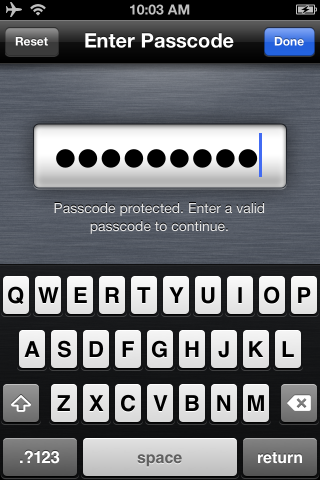 10:03 AM
Reset Enter Passcode Done
Passcode protected. Enter a valid
passcode to continue.
Q W E R T Y U I O P
A S D F G H J K L
Z X C V B N M
.?123 space return